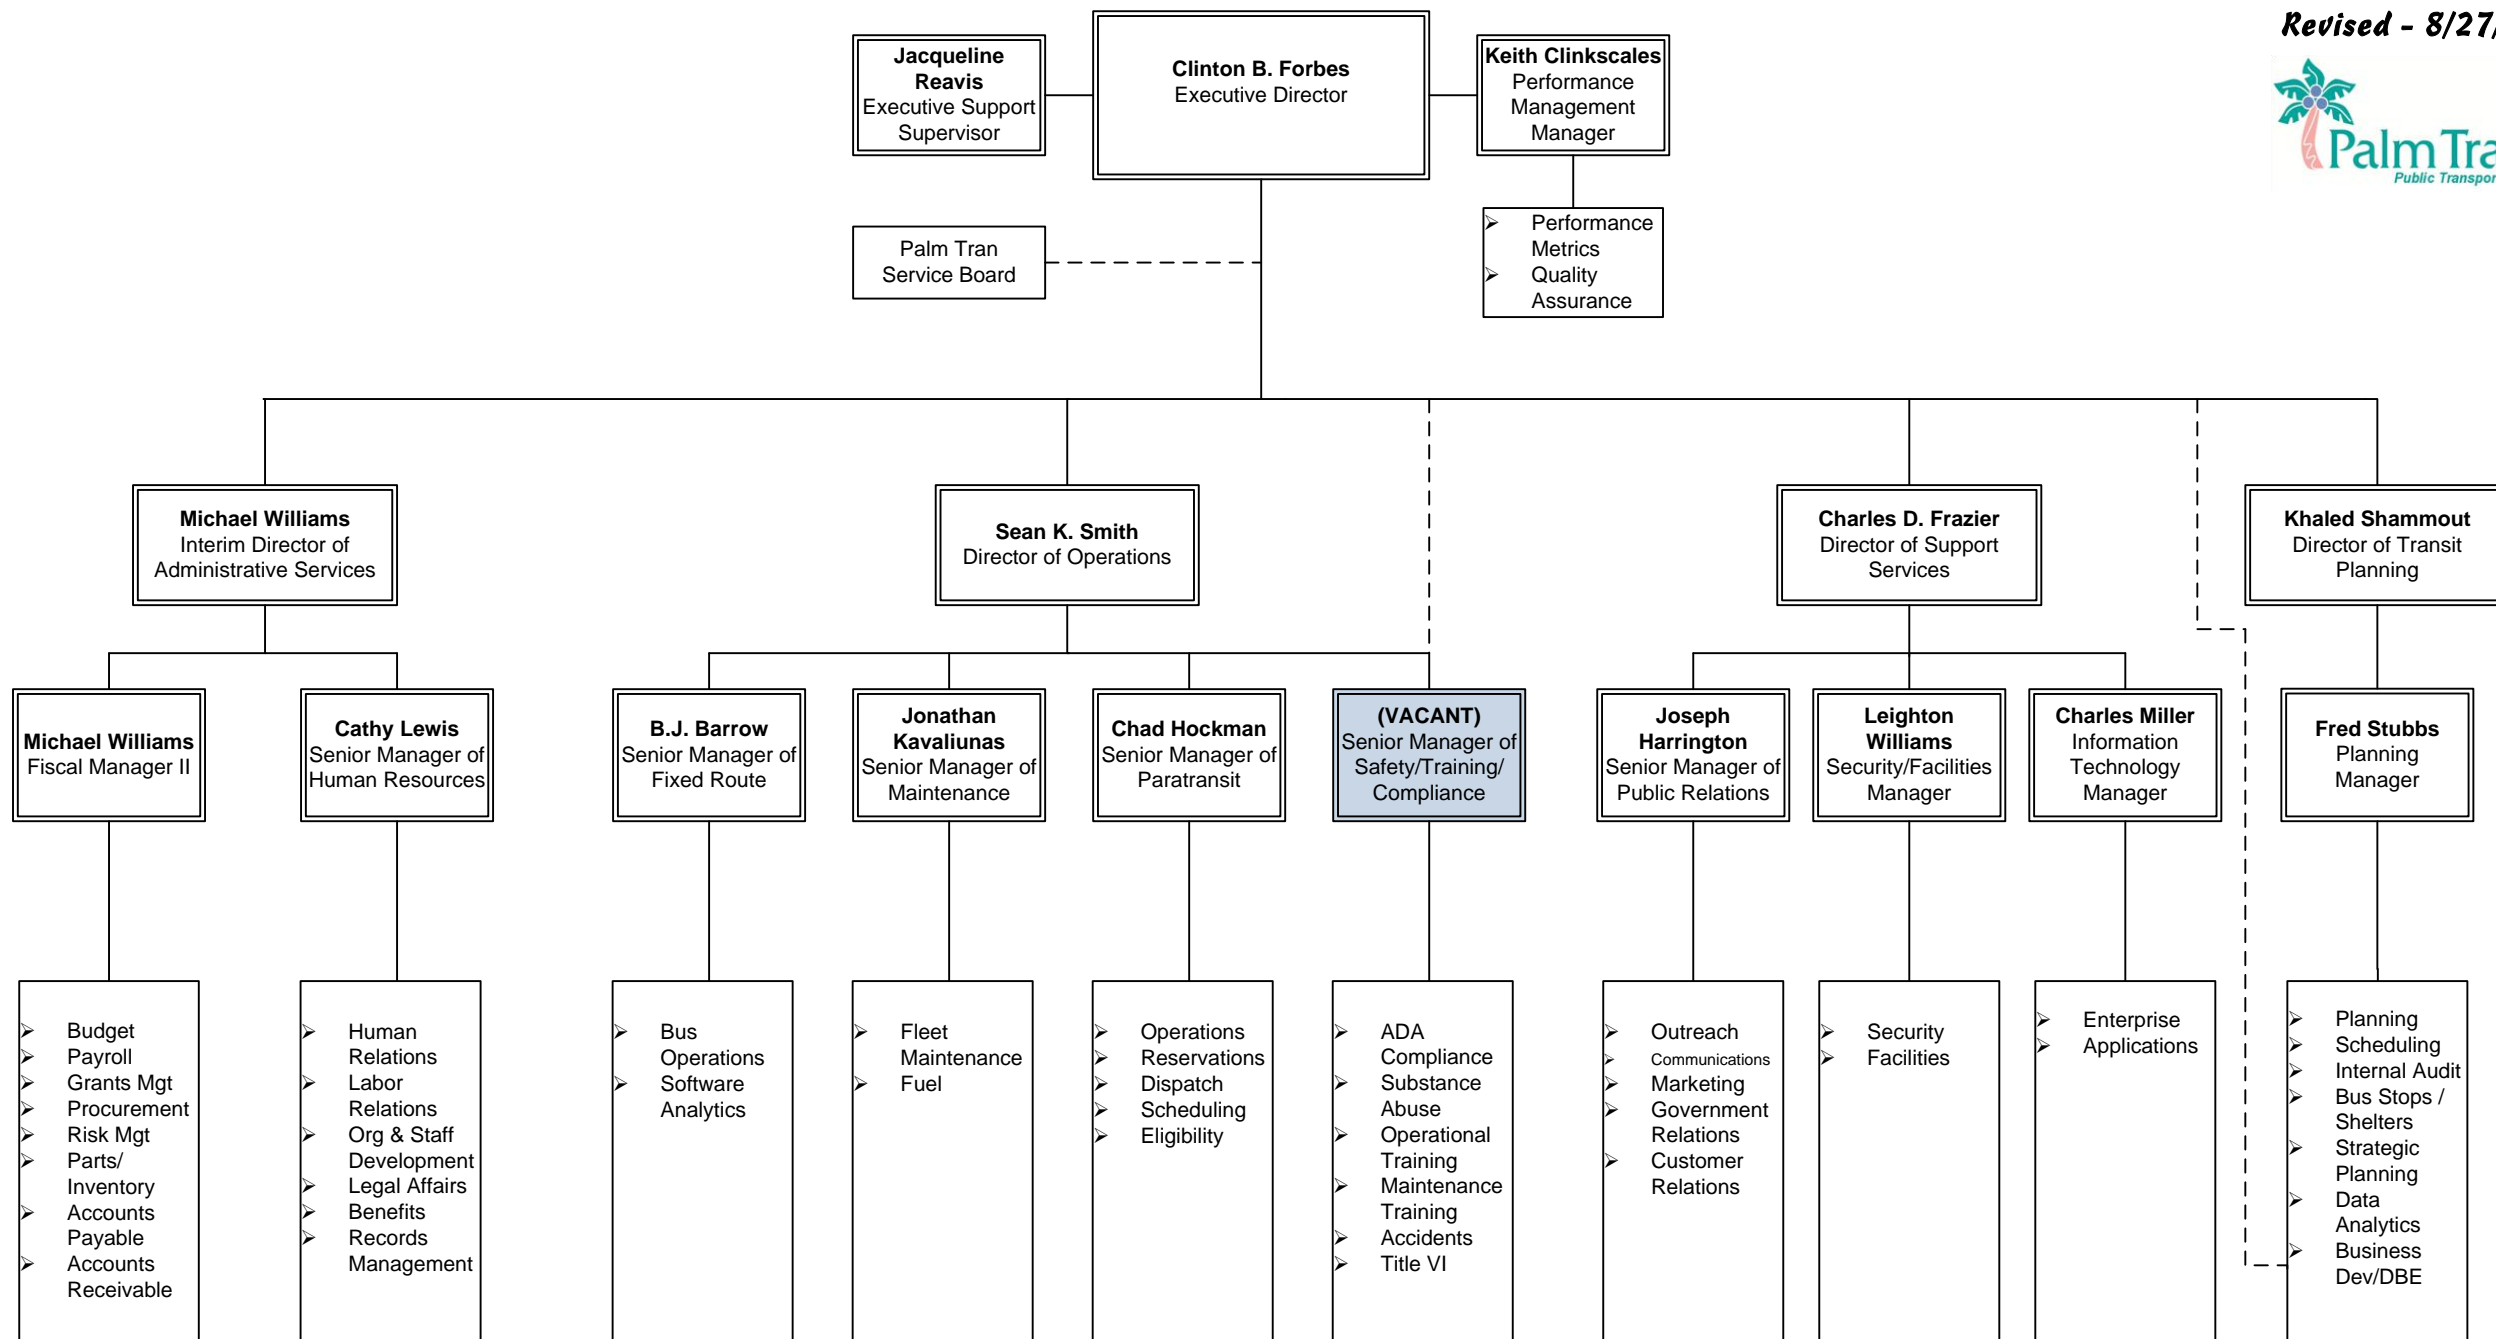 Revised - 8/27/
Palm Tra
Public Transpor
Jacqueline
Reavis
Executive Support
Supervisor
Clinton B. Forbes
Executive Director
Keith Clinkscales
Performance
Management
Manager
➢ Performance
Metrics
➢ Quality
Assurance
Palm Tran
Service Board
Michael Williams
Interim Director of
Administrative Services
Sean K. Smith
Director of Operations
Charles D. Frazier
Director of Support
Services
Khaled Shammout
Director of Transit
Planning
Michael Williams
Fiscal Manager II
Cathy Lewis
Senior Manager of
Human Resources
B.J. Barrow
Senior Manager of
Fixed Route
Jonathan
Kavaliunas
Senior Manager of
Maintenance
Chad Hockman
Senior Manager of
Paratransit
(VACANT)
Senior Manager of
Safety/Training/
Compliance
Joseph
Harrington
Senior Manager of
Public Relations
Leighton
Williams
Security/Facilities
Manager
Charles Miller
Information
Technology
Manager
Fred Stubbs
Planning
Manager
➢ Budget
➢ Payroll
➢ Grants Mgt
➢ Procurement
➢ Risk Mgt
➢ Parts/
Inventory
➢ Accounts
Payable
➢ Accounts
Receivable
➢ Human
Relations
➢ Labor
Relations
➢ Org & Staff
Development
➢ Legal Affairs
➢ Benefits
➢ Records
Management
➢ Bus
Operations
➢ Software
Analytics
➢ Fleet
Maintenance
➢ Fuel
➢ Operations
➢ Reservations
➢ Dispatch
➢ Scheduling
➢ Eligibility
➢ ADA
Compliance
➢ Substance
Abuse
➢ Operational
Training
➢ Maintenance
Training
➢ Accidents
➢ Title VI
➢ Outreach
➢ Communications
➢ Marketing
➢ Government
Relations
➢ Customer
Relations
➢ Security
➢ Facilities
➢ Enterprise
➢ Applications
➢ Planning
➢ Scheduling
➢ Internal Audit
➢ Bus Stops /
Shelters
➢ Strategic
Planning
➢ Data
Analytics
➢ Business
Dev/DBE